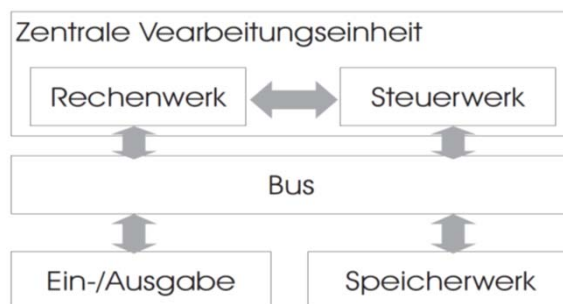 Zentrale Vearbeitungseinheit
Rechenwerk
Steuerwerk
Bus
Ein-/Ausgabe
Speicherwerk